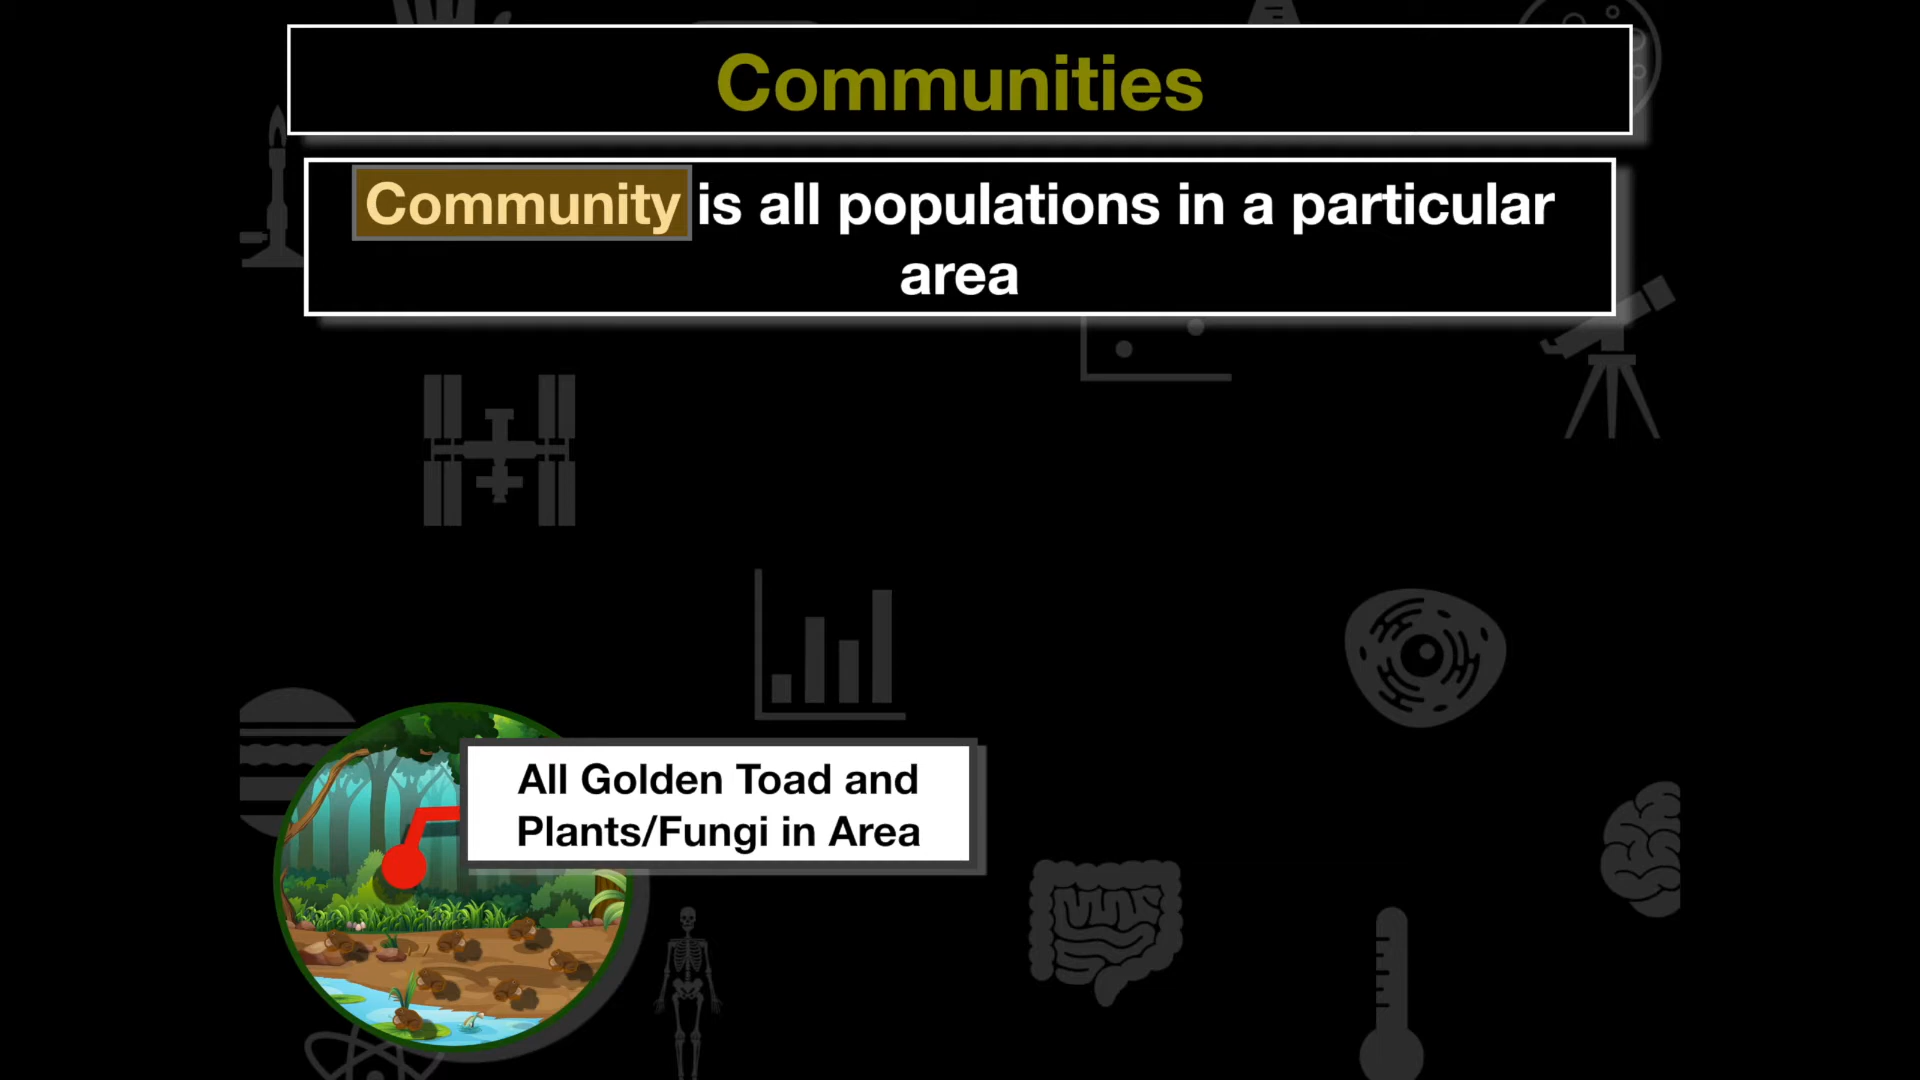 Communities
Community is all populations in a particular
area
All Golden Toad and
Plants/Fungi in Area